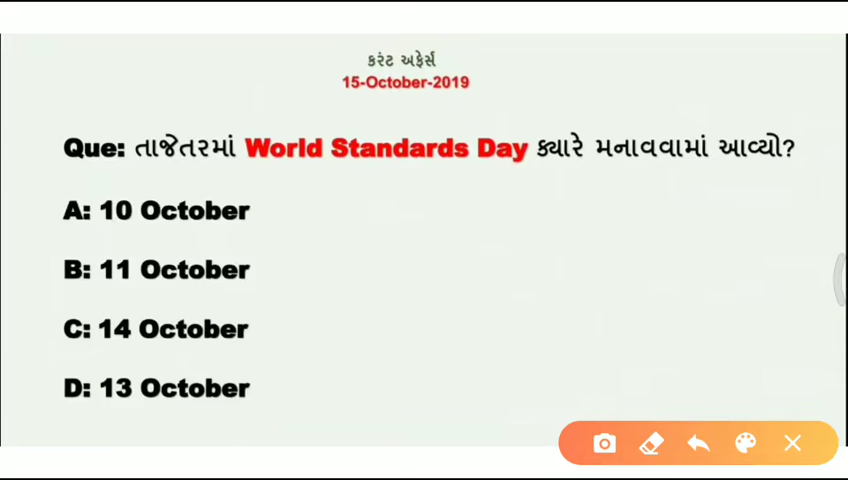 કરંટ અફેર્સ
15-October-2019
Que: તાજેતરમાં World Standards Day ક્યારે મનાવવામાં આવ્યો?
A: 10 October
B: 11 October
C: 14 October
D: 13 October